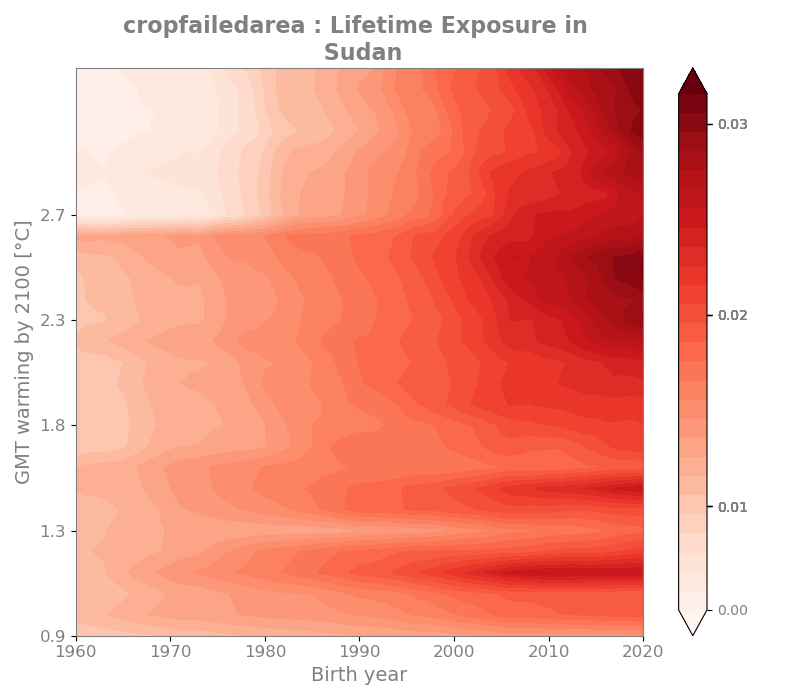 cropfailedarea : Lifetime Exposure in
Sudan
GMT warming by 2100 [°C]
2.7
2.3
1.8
1.3
0.9
1960 1970 1980 1990 2000 2010 2020
Birth year
0.03
0.02
0.01
0.00